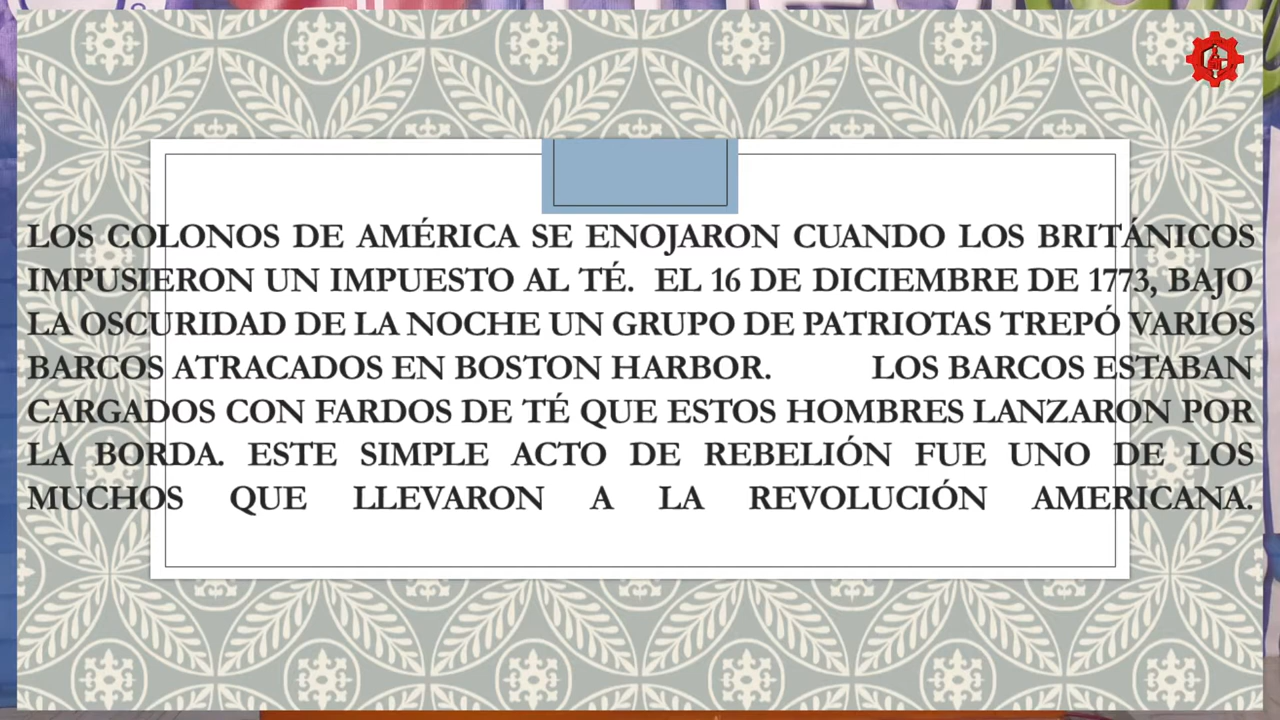 LOS COLONOS DE AMÉRICA SE ENOJARON CUANDO LOS BRITÁNICOS
IMPUSIERON UN IMPUESTO AL TÉ. EL 16 DE DICIEMBRE DE 1773, BAJO
LA OSCURIDAD DE LA NOCHE UN GRUPO DE PATRIOTAS TREPÓ VARIOS
BARCOS ATRACADOS EN BOSTON HARBOR. LOS BARCOS ESTABAN
CARGADOS CON FARDOS DE TÉ QUE ESTOS HOMBRES LANZARON POR
LA BORDA. ESTE SIMPLE ACTO DE REBELIÓN FUE UNO DE LOS
MUCHOS QUE LLEVARON A LA REVOLUCIÓN AMERICANA.